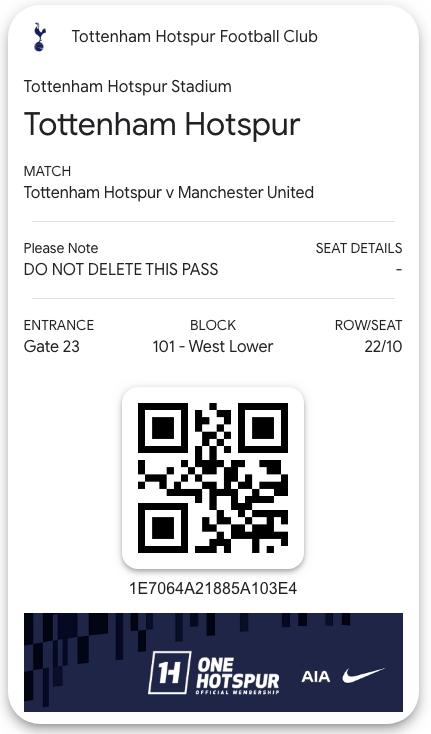 Tottenham Hotspur Football Club
Tottenham Hotspur Stadium
Tottenham Hotspur
MATCH
Tottenham Hotspur v Manchester United
Please Note SEAT DETAILS
DO NOT DELETE THIS PASS -
ENTRANCE BLOCK ROW/SEAT
Gate 23 101 - West Lower 22/10
1E7064A21885A103E4
1H ONE
HOTSPUR
OFFICIAL MEMBERSHIP
AIA